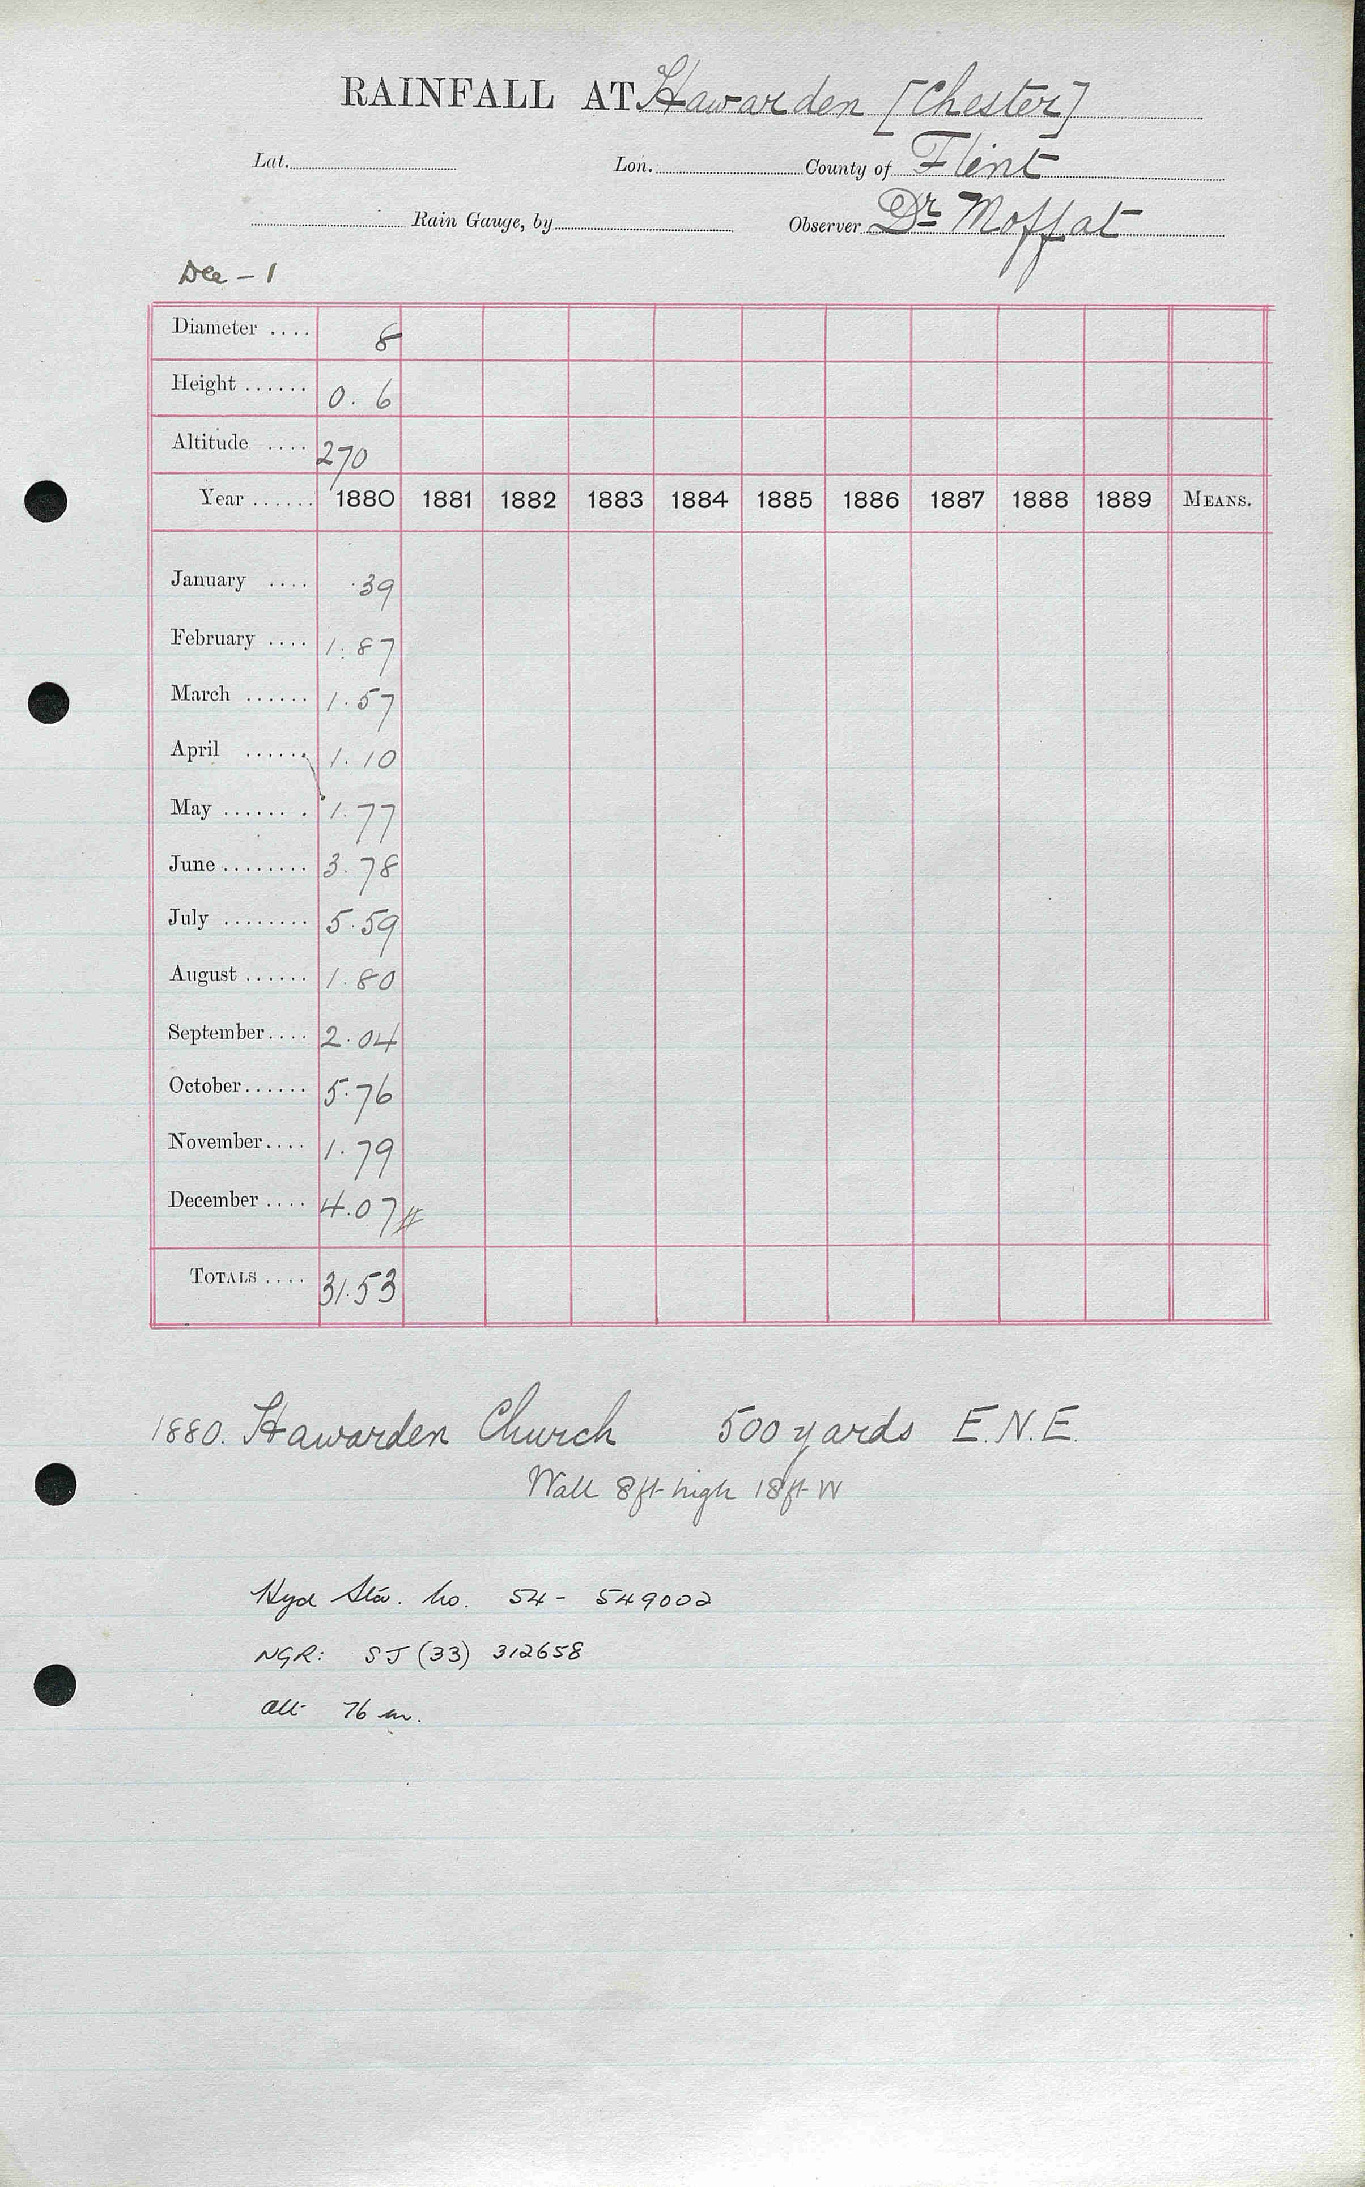 RAINFALL AT Hawarden [Chester]
Lat. Lon. County of Flint
Rain Gauge, by Observer Dr Moffat
Dec - 1
Diameter .... 8
Height ...... 0.6
Altitude .... 270
Year ...... 1880 1881 1882 1883 1884 1885 1886 1887 1888 1889 MEANS.
January .... .39
February .... 1.87
March ...... 1.57
April ...... 1.10
May ....... 1.77
June ........ 3.78
July ........ 5.59
August ...... 1.80
September.... 2.04
October...... 5.76
November.... 1.79
December .... 4.07
TOTALS .... 31.53
1880. Hawarden Church 500 yards E.N.E.
Wall 8ft high 18ft W
Hyd Sta. no. 54 - 549002
NGR: SJ (33) 312658
alt 76 m.